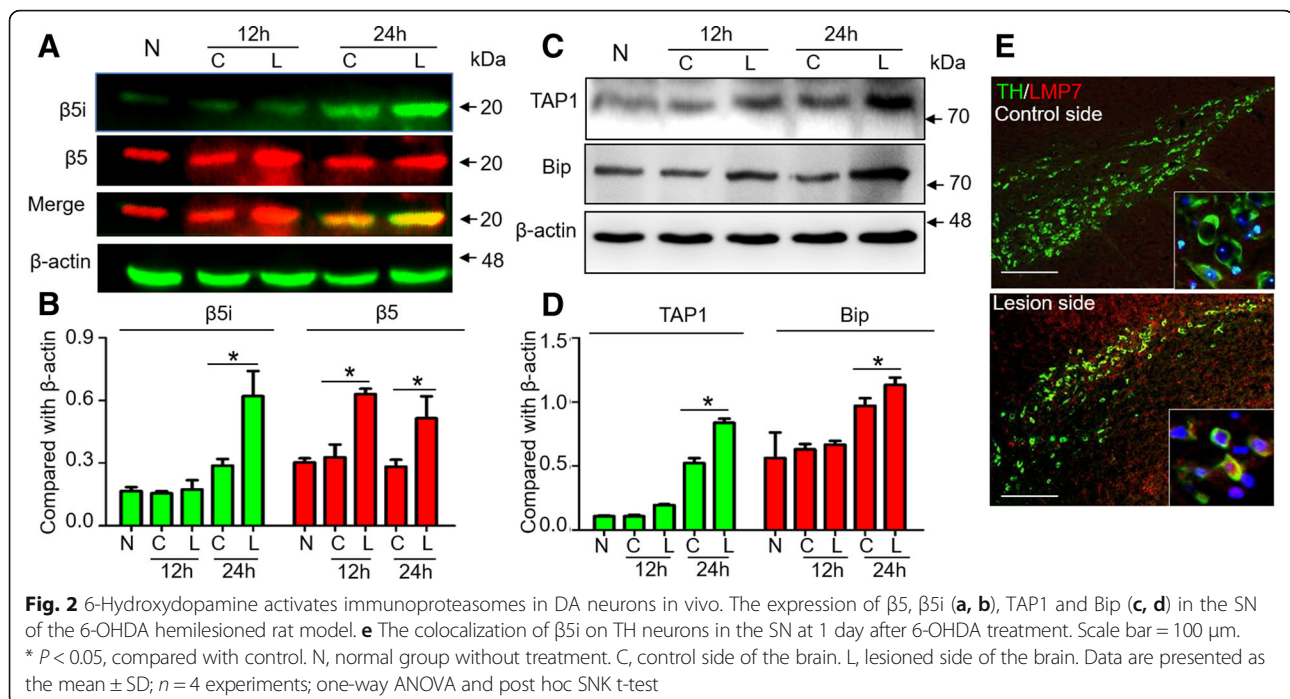 A
N
12h
24h
C L C L
kDa
β5i
20
β5
20
Merge
20
β-actin
48
B
β5i β5
Compared with β-actin
0.9
0.6
0.3
0.0
* * *
N C L C L N C L C L
12h 24h 12h 24h
C
N
12h
24h
C L C L
kDa
TAP1
70
Bip
70
48
β-actin
D
TAP1 Bip
Compared with β-actin
1.5
1.0
0.5
0.0
* *
N C L C L N C L C L
12h 24h 12h 24h
E
TH/LMP7
Control side
Lesion side
Fig. 2 6-Hydroxydopamine activates immunoproteasomes in DA neurons in vivo. The expression of β5, β5i (a, b), TAP1 and Bip (c, d) in the SN
of the 6-OHDA hemilesioned rat model. e The colocalization of β5i on TH neurons in the SN at 1 day after 6-OHDA treatment. Scale bar = 100 μm.
* P < 0.05, compared with control. N, normal group without treatment. C, control side of the brain. L, lesioned side of the brain. Data are presented as
the mean ± SD; n = 4 experiments; one-way ANOVA and post hoc SNK t-test